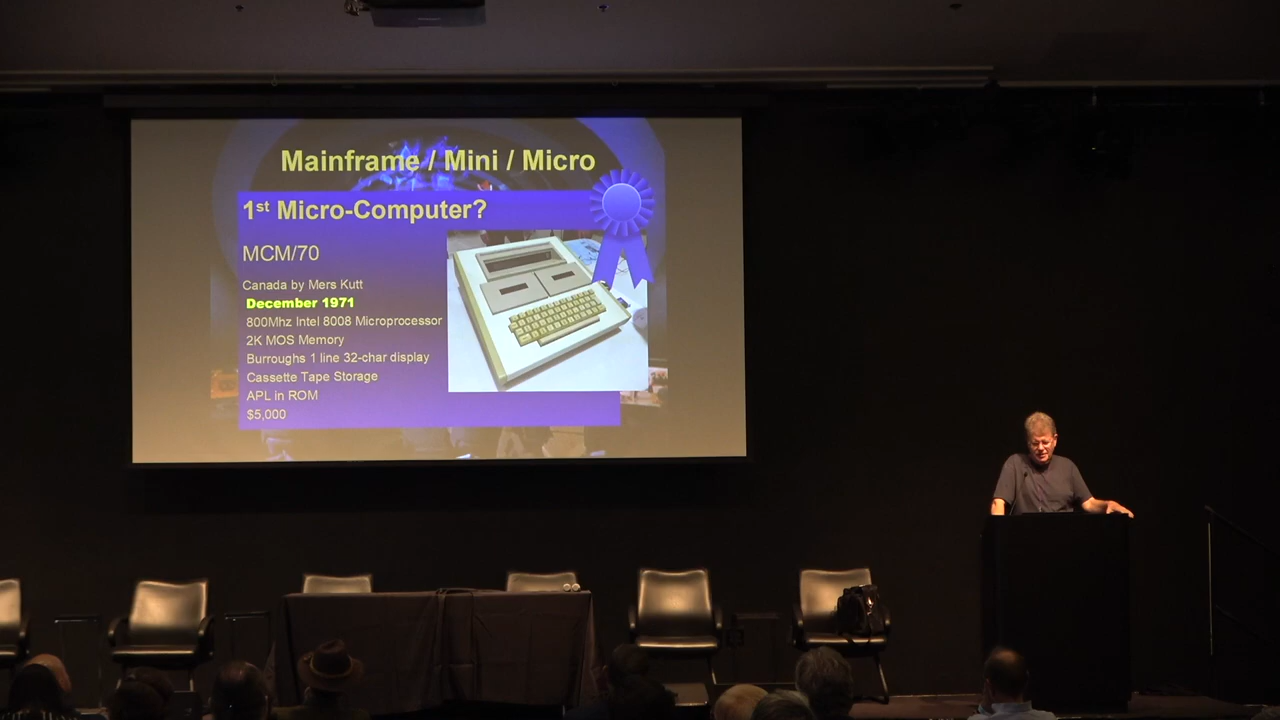 Mainframe / Mini / Micro
1st Micro-Computer?
MCM/70
Canada by Mers Kutt
December 1971
800Mhz Intel 8008 Microprocessor
2K MOS Memory
Burroughs 1 line 32-char display
Cassette Tape Storage
APL in ROM
$5,000